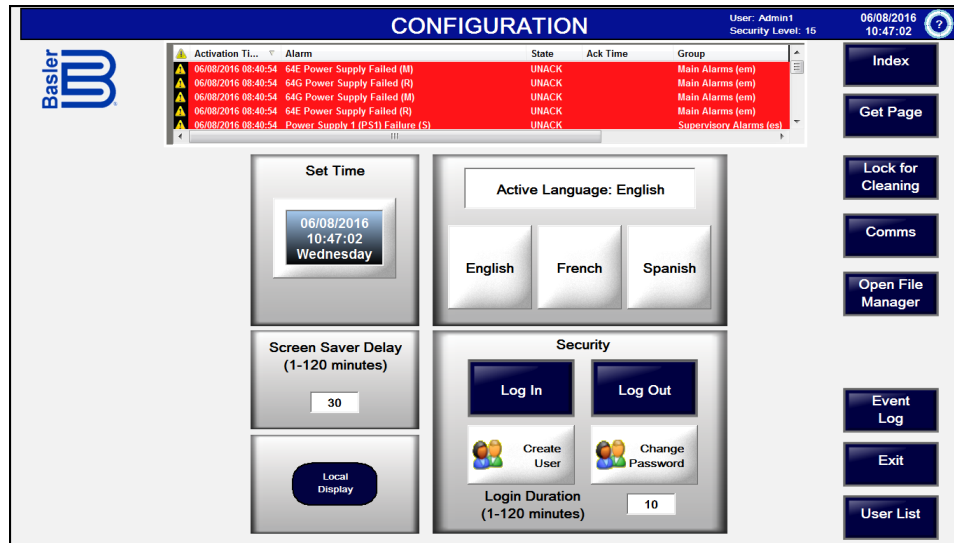 CONFIGURATION
User: Admin1
Security Level: 15
06/08/2016
10:47:02
?
Basler
Activation Ti... Alarm State Ack Time Group
06/08/2016 08:40:54 64E Power Supply Failed (M) UNACK Main Alarms (em)
06/08/2016 08:40:54 64G Power Supply Failed (R) UNACK Main Alarms (em)
06/08/2016 08:40:54 64G Power Supply Failed (M) UNACK Main Alarms (em)
06/08/2016 08:40:54 64E Power Supply Failed (R) UNACK Main Alarms (em)
06/08/2016 08:40:54 Power Supply 1 (PS1) Failure (S) UNACK Supervisory Alarms (es)
Set Time
06/08/2016
10:47:02
Wednesday
Active Language: English
English French Spanish
Screen Saver Delay
(1-120 minutes)
30
Local
Display
Security
Log In Log Out
Create
User
Change
Password
Login Duration
(1-120 minutes)
10
Index
Get Page
Lock for
Cleaning
Comms
Open File
Manager
Event
Log
Exit
User List